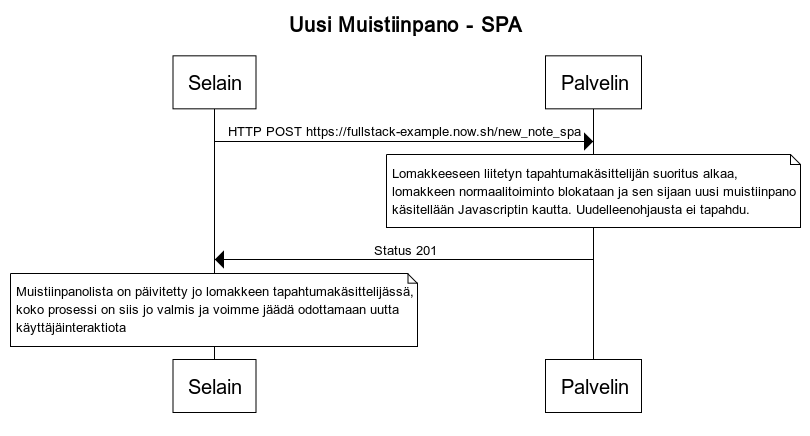 Uusi Muistiinpano - SPA
Selain
Palvelin
HTTP POST https://fullstack-example.now.sh/new_note_spa
Lomakkeeseen liitetyn tapahtumakäsittelijän suoritus alkaa,
lomakkeen normaalitoiminto blokataan ja sen sijaan uusi muistiinpano
käsitellään Javascriptin kautta. Uudelleenohjausta ei tapahdu.
Status 201
Muistiinpanolista on päivitetty jo lomakkeen tapahtumakäsittelijässä,
koko prosessi on siis jo valmis ja voimme jäädä odottamaan uutta
käyttäjäinteraktiota
Selain
Palvelin